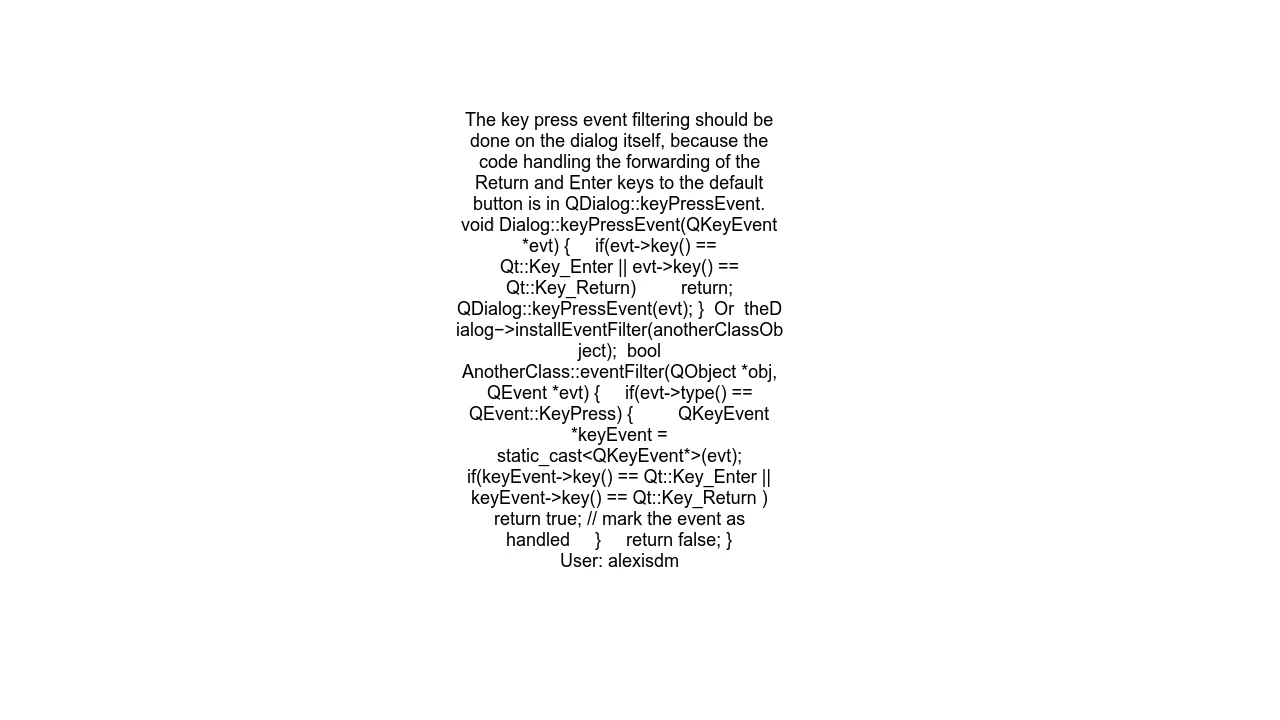 The key press event filtering should be
done on the dialog itself, because the
code handling the forwarding of the
Return and Enter keys to the default
button is in QDialog::keyPressEvent.
void Dialog::keyPressEvent(QKeyEvent
*evt) {     if(evt->key() ==
Qt::Key_Enter || evt->key() ==
Qt::Key_Return)         return;
QDialog::keyPressEvent(evt); }  Or  theD
ialog−>installEventFilter(anotherClassOb
ject);  bool
AnotherClass::eventFilter(QObject *obj,
QEvent *evt) {     if(evt->type() ==
QEvent::KeyPress) {         QKeyEvent
*keyEvent =
static_cast<QKeyEvent*>(evt);
if(keyEvent->key() == Qt::Key_Enter ||
keyEvent->key() == Qt::Key_Return )
return true; // mark the event as
handled     }     return false; }
User: alexisdm